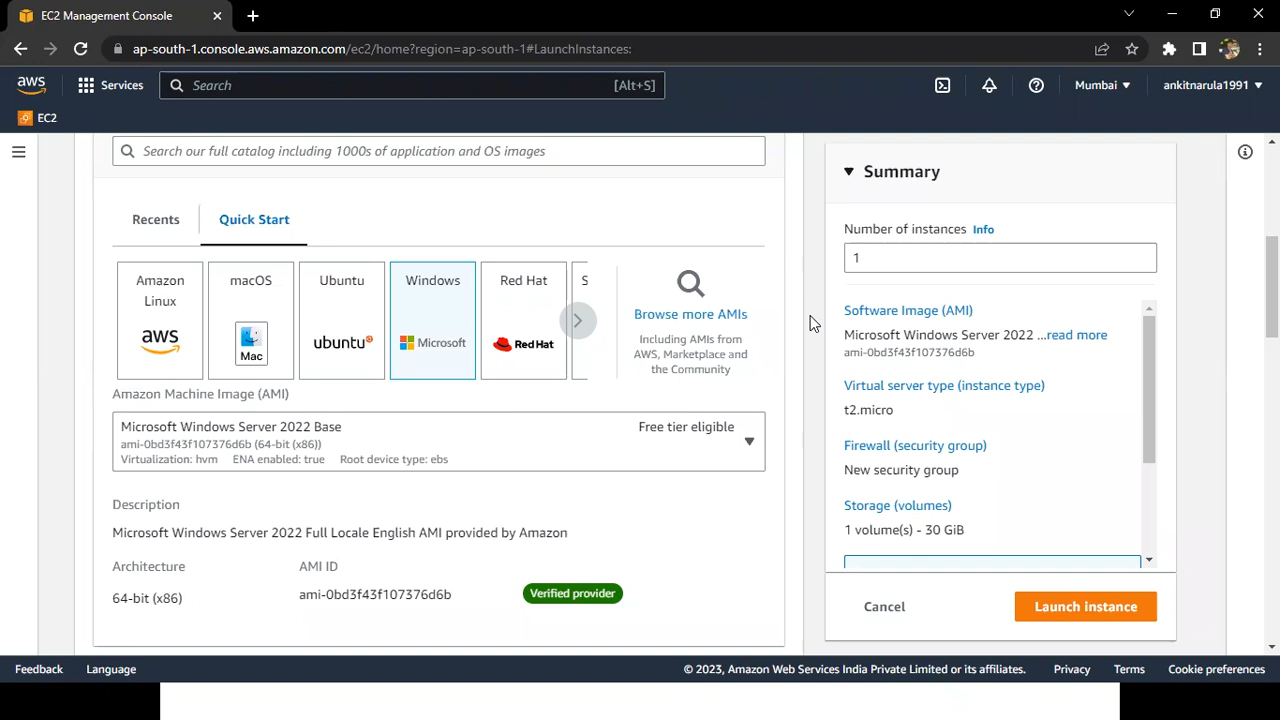 EC2 Management Console
ap-south-1.console.aws.amazon.com/ec2/home?region=ap-south-1#LaunchInstances:
aws
Services
Search
[Alt+S]
Mumbai
ankitnarula1991
EC2
Search our full catalog including 1000s of application and OS images
Recents
Quick Start
Amazon
Linux
aws
macOS
Mac
Ubuntu
ubuntu
Windows
Microsoft
Red Hat
Red Hat
S
Browse more AMIs
Including AMIs from
AWS, Marketplace and
the Community
Amazon Machine Image (AMI)
Microsoft Windows Server 2022 Base
Free tier eligible
ami-0bd3f43f107376d6b (64-bit (x86))
Virtualization: hvm ENA enabled: true Root device type: ebs
Description
Microsoft Windows Server 2022 Full Locale English AMI provided by Amazon
Architecture
AMI ID
64-bit (x86)
ami-0bd3f43f107376d6b
Verified provider
Summary
Number of instances Info
1
Software Image (AMI)
Microsoft Windows Server 2022 ...read more
ami-0bd3f43f107376d6b
Virtual server type (instance type)
t2.micro
Firewall (security group)
New security group
Storage (volumes)
1 volume(s) - 30 GiB
Cancel
Launch instance
Feedback
Language
© 2023, Amazon Web Services India Private Limited or its affiliates.
Privacy
Terms
Cookie preferences